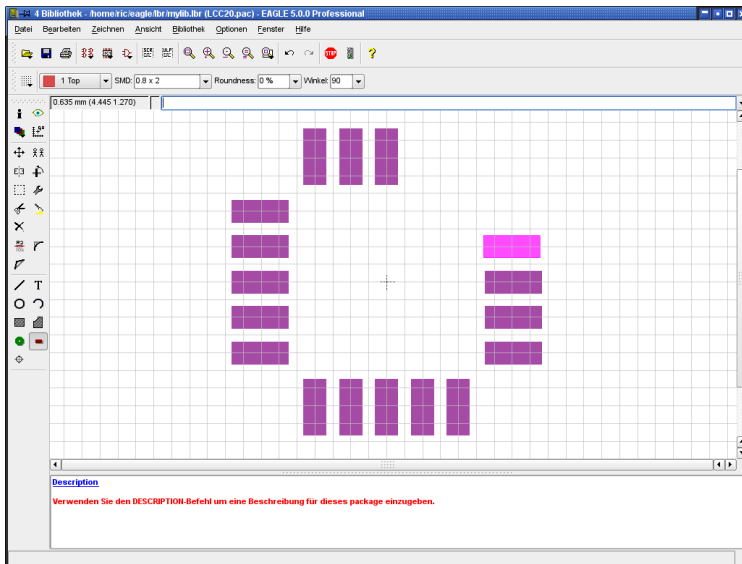 4 Bibliothek - /home/ric/eagle/lbr/mylib.lbr (LCC20.pac) - EAGLE 5.0.0 Professional
Datei Bearbeiten Zeichnen Ansicht Bibliothek Optionen Fenster Hilfe
STOP
1 Top SMD: 0.8 x 2 Roundness: 0 % Winkel: 90
0.635 mm (4.445 1.270)
T
Description
Verwenden Sie den DESCRIPTION-Befehl um eine Beschreibung für dieses package einzugeben.